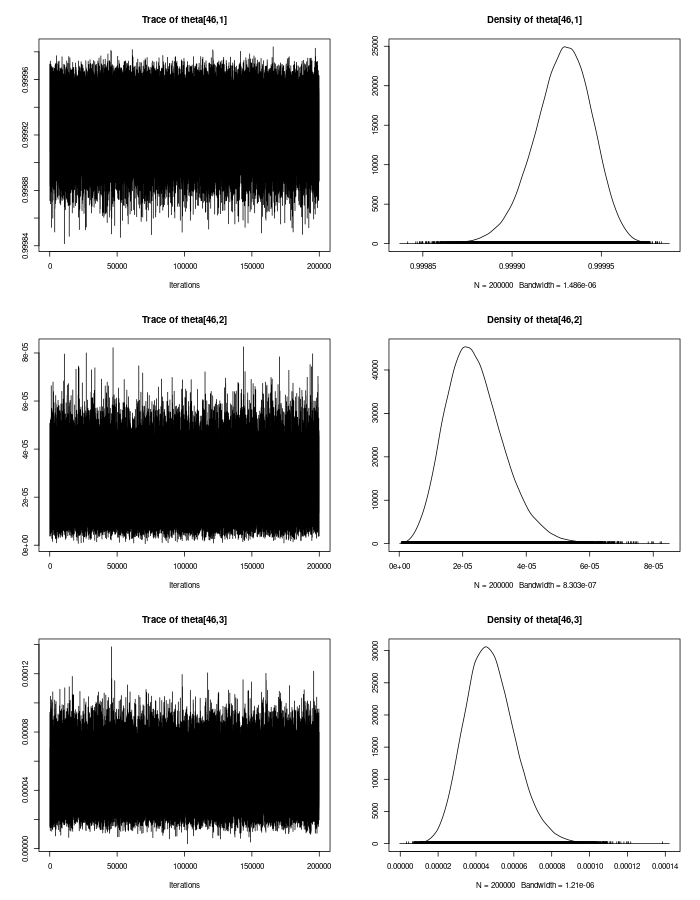 Trace of theta[46,1]
0.99984 0.99988 0.99992 0.99996
0 50000 100000 150000 200000
Iterations
Density of theta[46,1]
0 5000 10000 15000 20000 25000
0.99985 0.99990 0.99995
N = 200000 Bandwidth = 1.486e-06
Trace of theta[46,2]
0e+00 2e-05 4e-05 6e-05 8e-05
0 50000 100000 150000 200000
Iterations
Density of theta[46,2]
0 10000 20000 30000 40000
0e+00 2e-05 4e-05 6e-05 8e-05
N = 200000 Bandwidth = 8.303e-07
Trace of theta[46,3]
0.00000 0.00004 0.00008 0.00012
0 50000 100000 150000 200000
Iterations
Density of theta[46,3]
0 5000 10000 15000 20000 25000 30000
0.00000 0.00002 0.00004 0.00006 0.00008 0.00010 0.00012 0.00014
N = 200000 Bandwidth = 1.21e-06